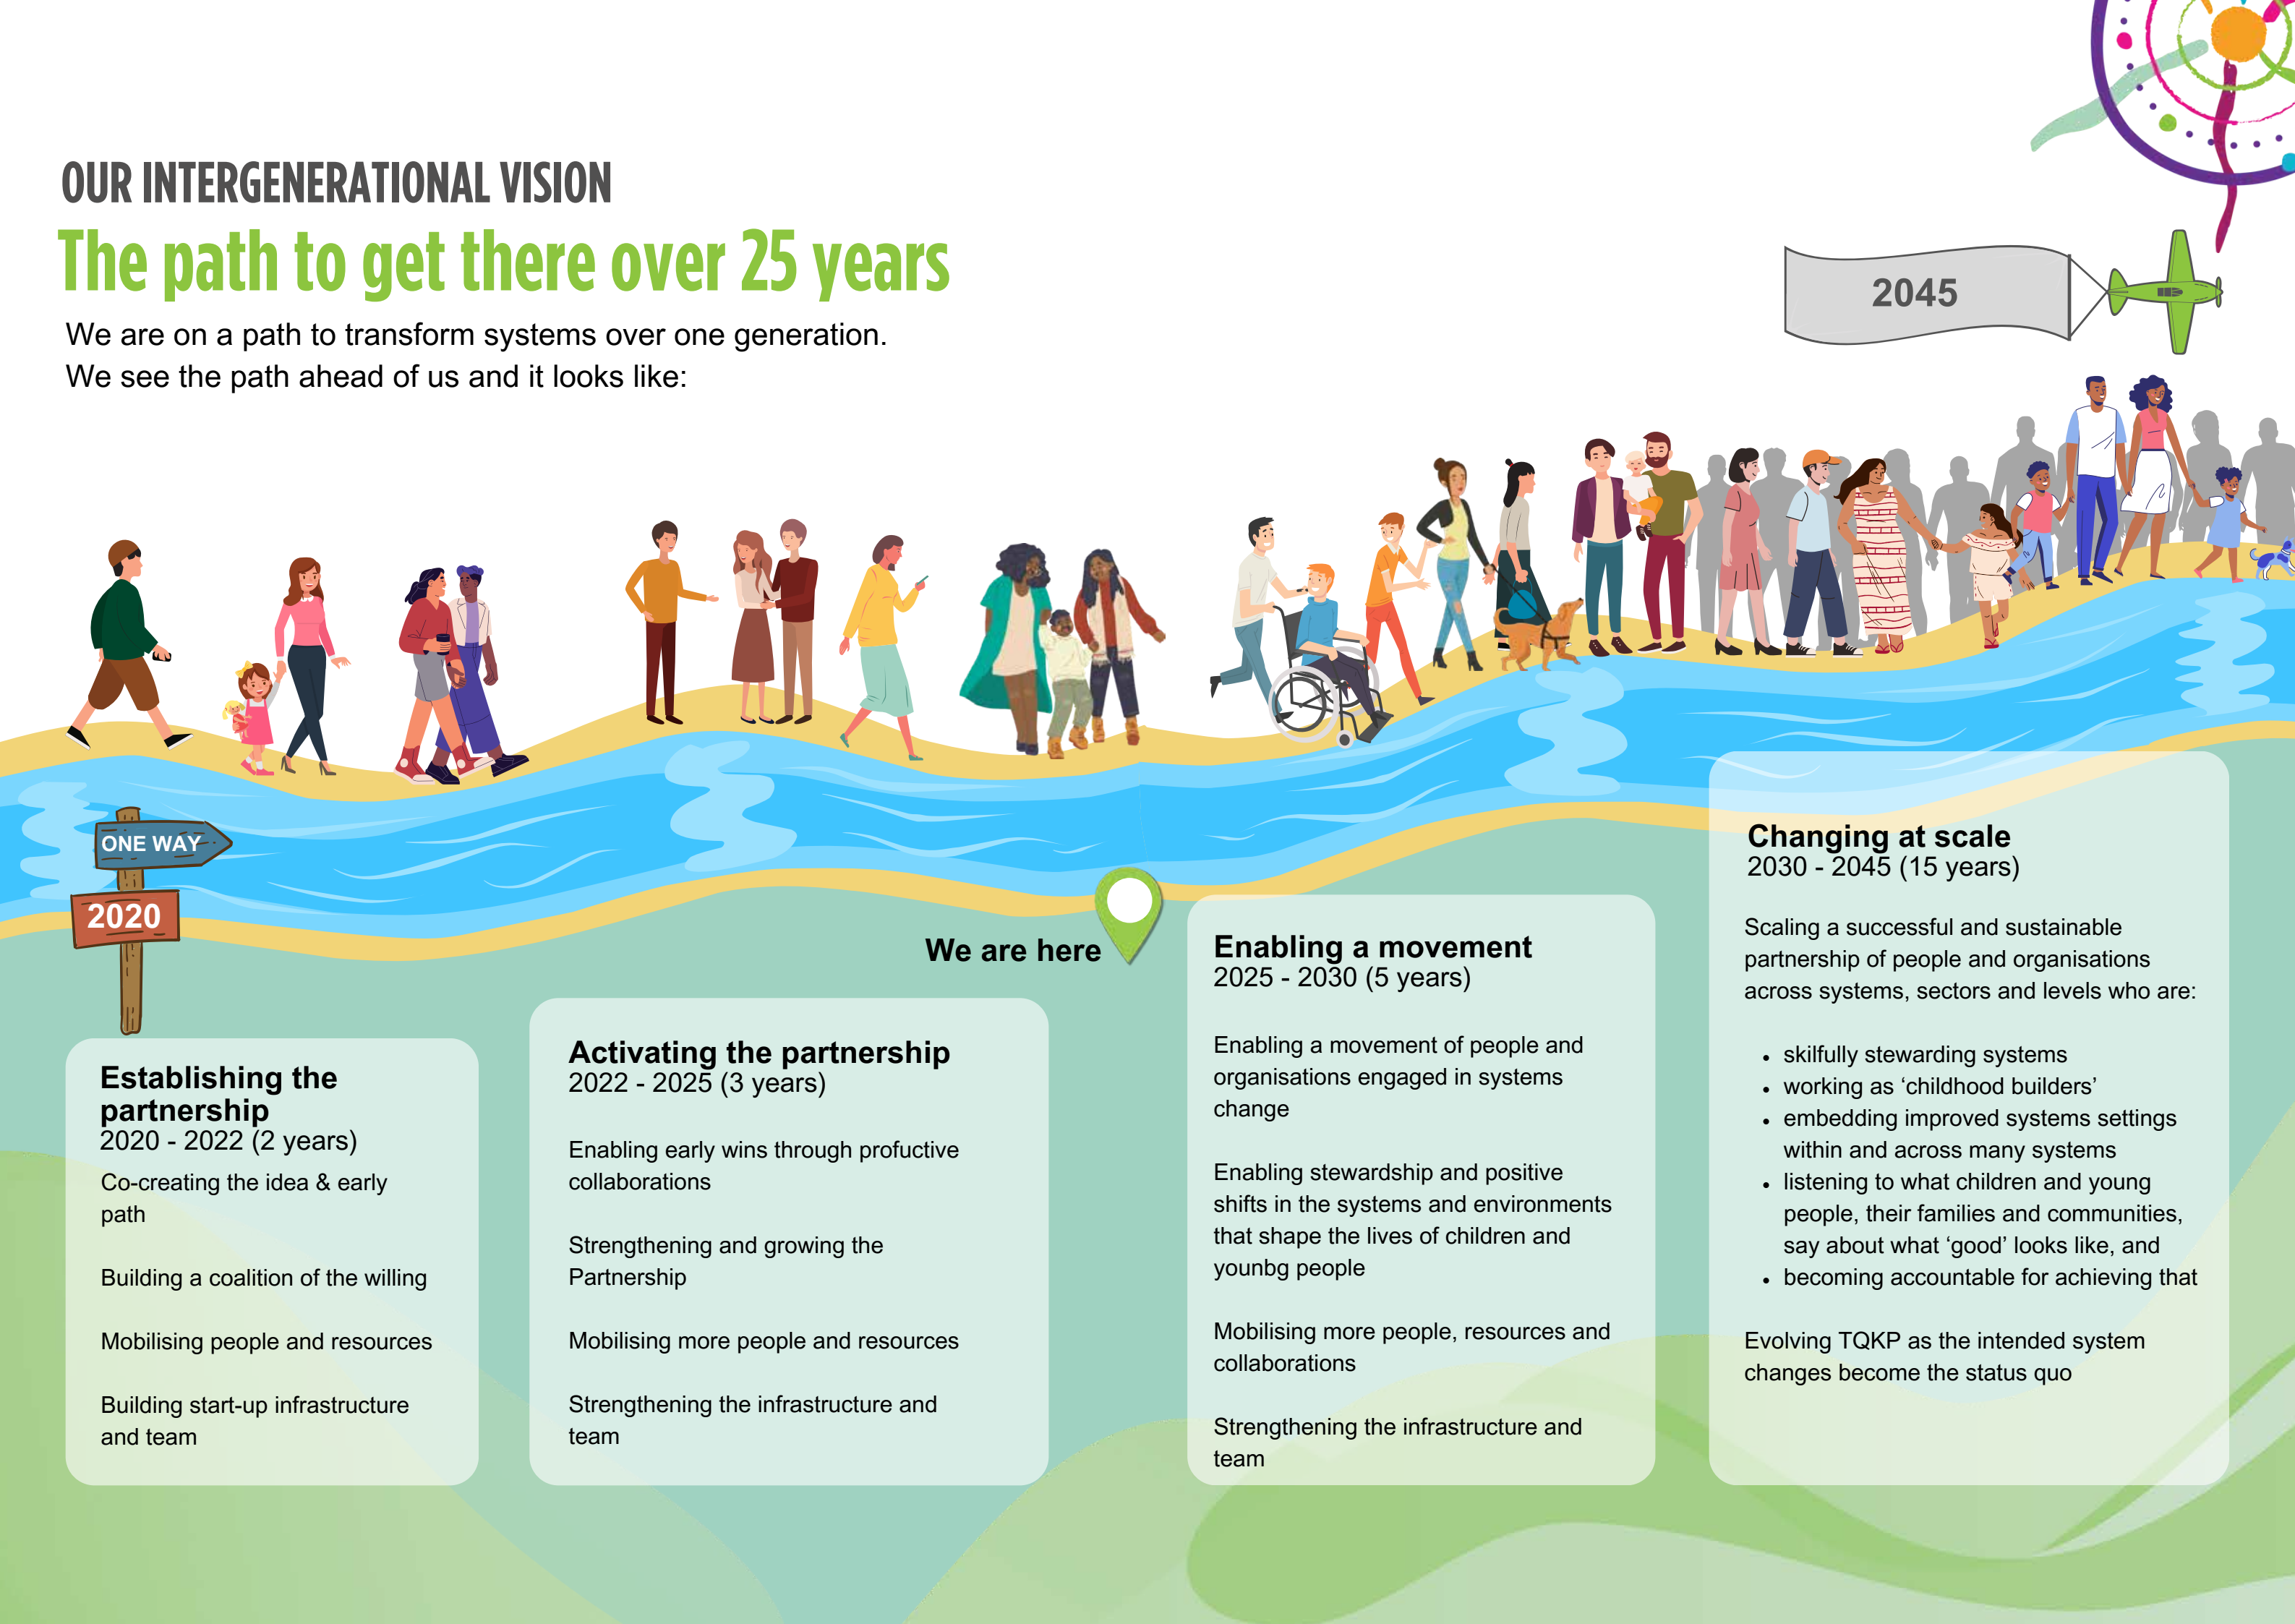 OUR INTERGENERATIONAL VISION
The path to get there over 25 years
We are on a path to transform systems over one generation.
We see the path ahead of us and it looks like:
2045
ONE WAY
2020
We are here
Establishing the
partnership
2020 - 2022 (2 years)
Co-creating the idea & early
path
Building a coalition of the willing
Mobilising people and resources
Building start-up infrastructure
and team
Activating the partnership
2022 - 2025 (3 years)
Enabling early wins through profuctive
collaborations
Strengthening and growing the
Partnership
Mobilising more people and resources
Strengthening the infrastructure and
team
Enabling a movement
2025 - 2030 (5 years)
Enabling a movement of people and
organisations engaged in systems
change
Enabling stewardship and positive
shifts in the systems and environments
that shape the lives of children and
younbg people
Mobilising more people, resources and
collaborations
Strengthening the infrastructure and
team
Changing at scale
2030 - 2045 (15 years)
Scaling a successful and sustainable
partnership of people and organisations
across systems, sectors and levels who are:
• skilfully stewarding systems
• working as ‘childhood builders’
• embedding improved systems settings
within and across many systems
• listening to what children and young
people, their families and communities,
say about what ‘good’ looks like, and
• becoming accountable for achieving that
Evolving TQKP as the intended system
changes become the status quo